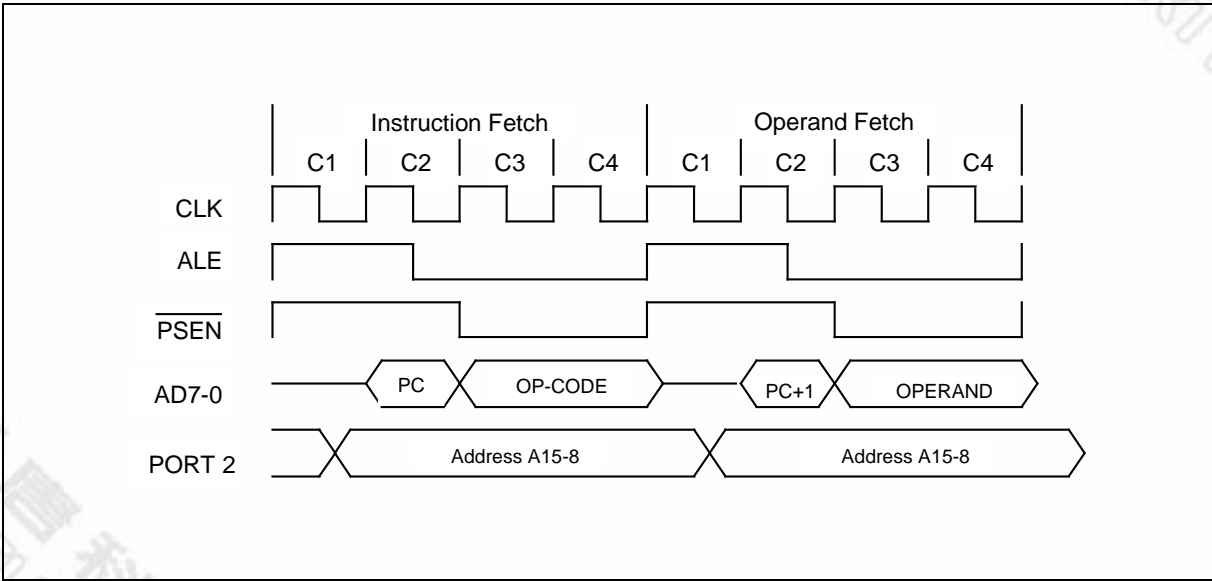 Instruction Fetch Operand Fetch
C1 C2 C3 C4 C1 C2 C3 C4
CLK
ALE
PSEN
AD7-0 PC OP-CODE PC+1 OPERAND
PORT 2 Address A15-8 Address A15-8